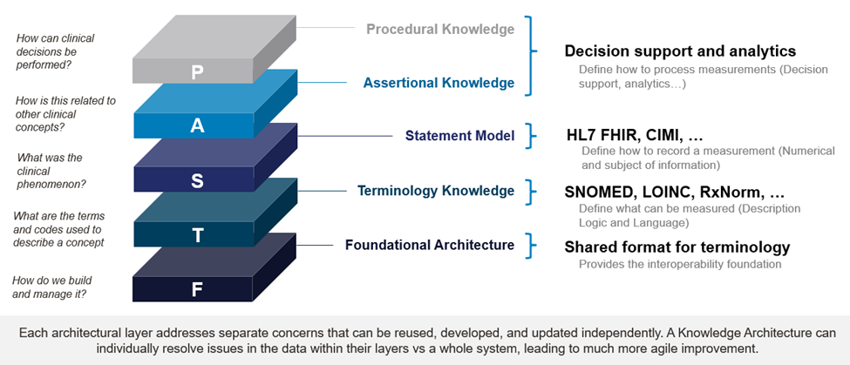 How can clinical
decisions be
performed?
P
Procedural Knowledge
Decision support and analytics
Define how to process measurements (Decision
support, analytics…)
How is this related to
other clinical
concepts?
A
Assertional Knowledge
What was the
clinical
phenomenon?
S
Statement Model
HL7 FHIR, CIMI, …
Define how to record a measurement (Numerical
and subject of information)
What are the terms
and codes used to
describe a concept
T
Terminology Knowledge
SNOMED, LOINC, RxNorm, …
Define what can be measured (Description
Logic and Language)
How do we build
and manage it?
F
Foundational Architecture
Shared format for terminology
Provides the interoperability foundation
Each architectural layer addresses separate concerns that can be reused, developed, and updated independently. A Knowledge Architecture can
individually resolve issues in the data within their layers vs a whole system, leading to much more agile improvement.